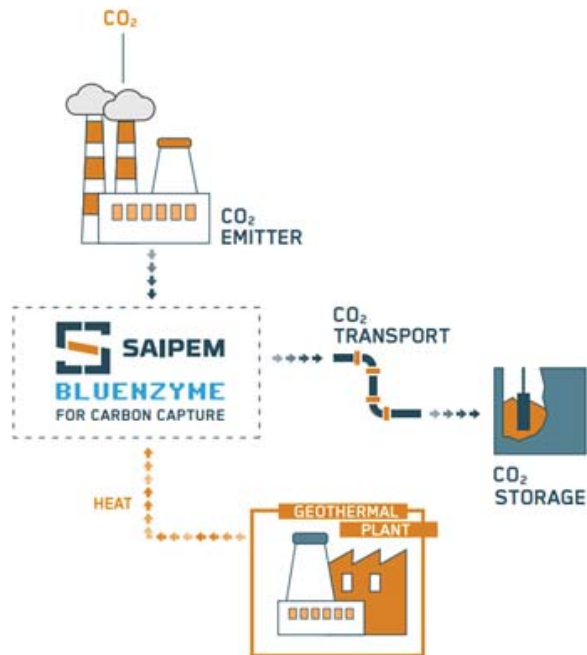 CO₂
CO₂
EMITTER
SAIPEM
BLUENZYME
FOR CARBON CAPTURE
CO₂
TRANSPORT
CO₂
STORAGE
HEAT
GEOTHERMAL
PLANT